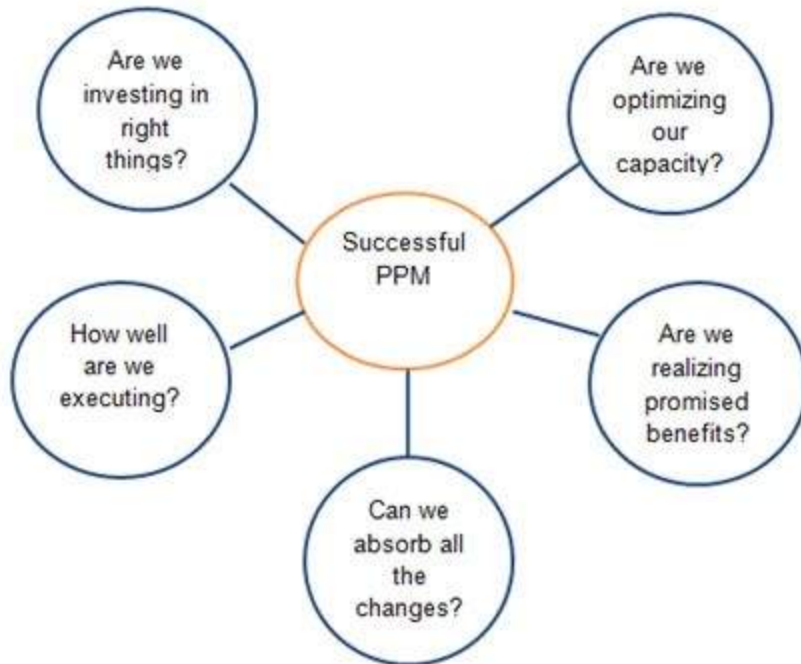 Are we
investing in
right
things?
Are we
optimizing
our
capacity?
Successful
PPM
How well
are we
executing?
Are we
realizing
promised
benefits?
Can we
absorb all
the
changes?